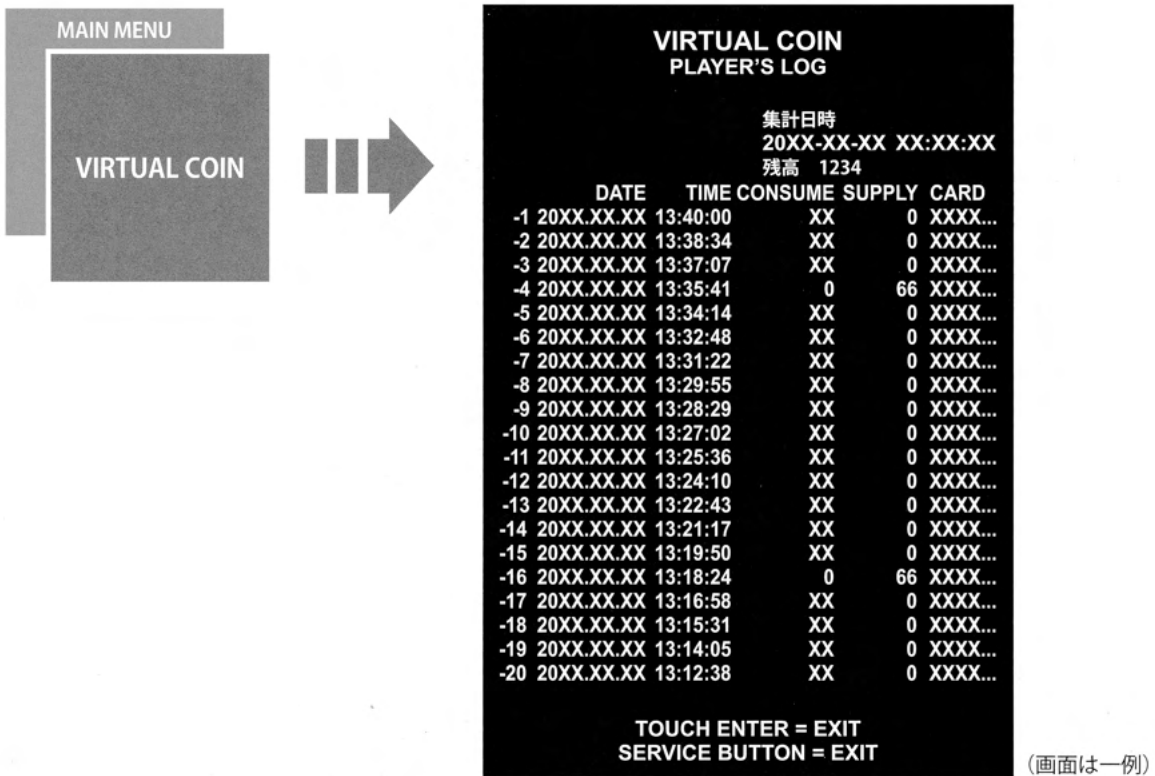 MAIN MENU
VIRTUAL COIN
VIRTUAL COIN
PLAYER'S LOG
集計日時
20XX-XX-XX XX:XX:XX
残高 1234
DATE TIME CONSUME SUPPLY CARD
-1 20XX.XX.XX 13:40:00 XX 0 XXXX...
-2 20XX.XX.XX 13:38:34 XX 0 XXXX...
-3 20XX.XX.XX 13:37:07 XX 0 XXXX...
-4 20XX.XX.XX 13:35:41 0 66 XXXX...
-5 20XX.XX.XX 13:34:14 XX 0 XXXX...
-6 20XX.XX.XX 13:32:48 XX 0 XXXX...
-7 20XX.XX.XX 13:31:22 XX 0 XXXX...
-8 20XX.XX.XX 13:29:55 XX 0 XXXX...
-9 20XX.XX.XX 13:28:29 XX 0 XXXX...
-10 20XX.XX.XX 13:27:02 XX 0 XXXX...
-11 20XX.XX.XX 13:25:36 XX 0 XXXX...
-12 20XX.XX.XX 13:24:10 XX 0 XXXX...
-13 20XX.XX.XX 13:22:43 XX 0 XXXX...
-14 20XX.XX.XX 13:21:17 XX 0 XXXX...
-15 20XX.XX.XX 13:19:50 XX 0 XXXX...
-16 20XX.XX.XX 13:18:24 0 66 XXXX...
-17 20XX.XX.XX 13:16:58 XX 0 XXXX...
-18 20XX.XX.XX 13:15:31 XX 0 XXXX...
-19 20XX.XX.XX 13:14:05 XX 0 XXXX...
-20 20XX.XX.XX 13:12:38 XX 0 XXXX...
TOUCH ENTER = EXIT
SERVICE BUTTON = EXIT
(画面は一例)